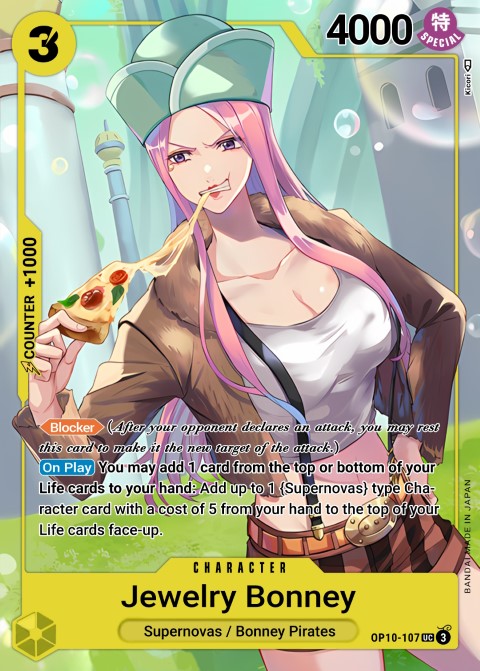 3
4000
特
SPECIAL
Kicori
COUNTER +1000
Blocker (After your opponent declares an attack, you may rest
this card to make it the new target of the attack.)
On Play You may add 1 card from the top or bottom of your
Life cards to your hand: Add up to 1 {Supernovas} type Cha-
racter card with a cost of 5 from your hand to the top of your
Life cards face-up.
BANDAI MADE IN JAPAN
CHARACTER
Jewelry Bonney
Supernovas / Bonney Pirates
OP10-107 UC 3